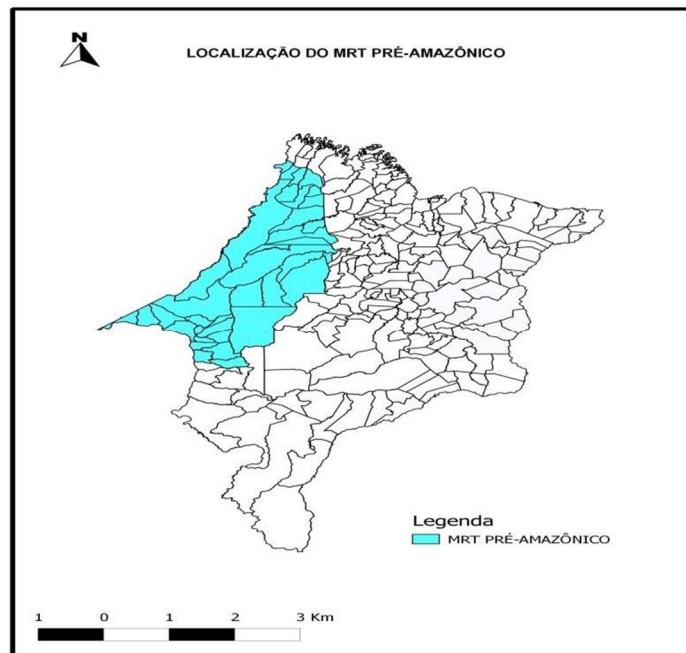 N
LOCALIZAÇÃO DO MRT PRÉ-AMAZÔNICO
Legenda
MRT PRÉ-AMAZÔNICO
1 0 1 2 3 Km